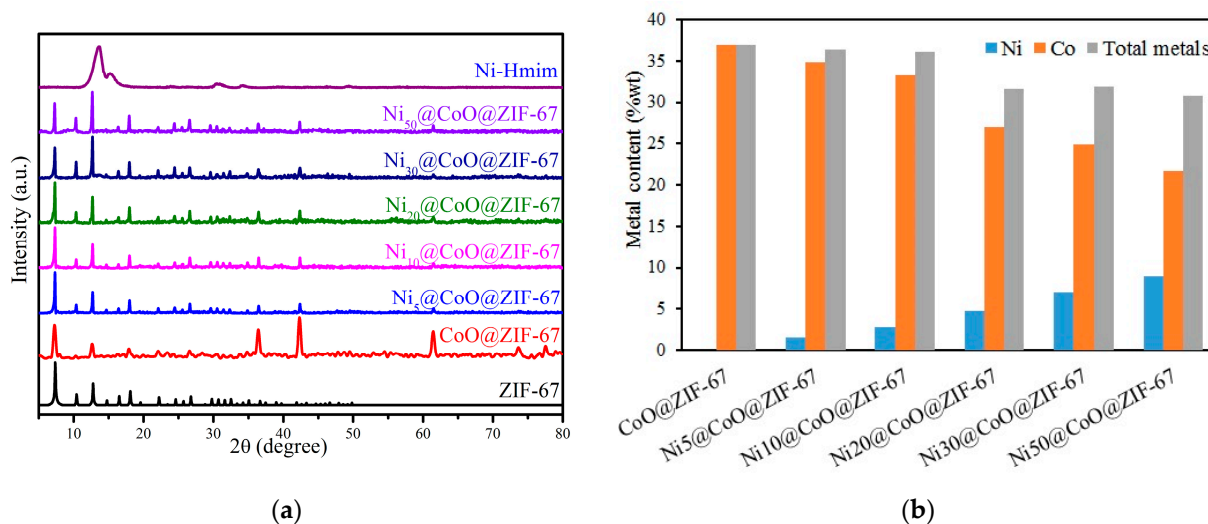 Intensity (a.u.)
Ni-Hmim
Ni50@CoO@ZIF-67
Ni30@CoO@ZIF-67
Ni20@CoO@ZIF-67
Ni10@CoO@ZIF-67
Ni5@CoO@ZIF-67
CoO@ZIF-67
ZIF-67
10 20 30 40 50 60 70 80
2θ (degree)
(a)
Metal content (%wt)
40
35
30
25
20
15
10
5
0
Ni Co Total metals
CoO@ZIF-67
Ni5@CoO@ZIF-67
Ni10@CoO@ZIF-67
Ni20@CoO@ZIF-67
Ni30@CoO@ZIF-67
Ni50@CoO@ZIF-67
(b)